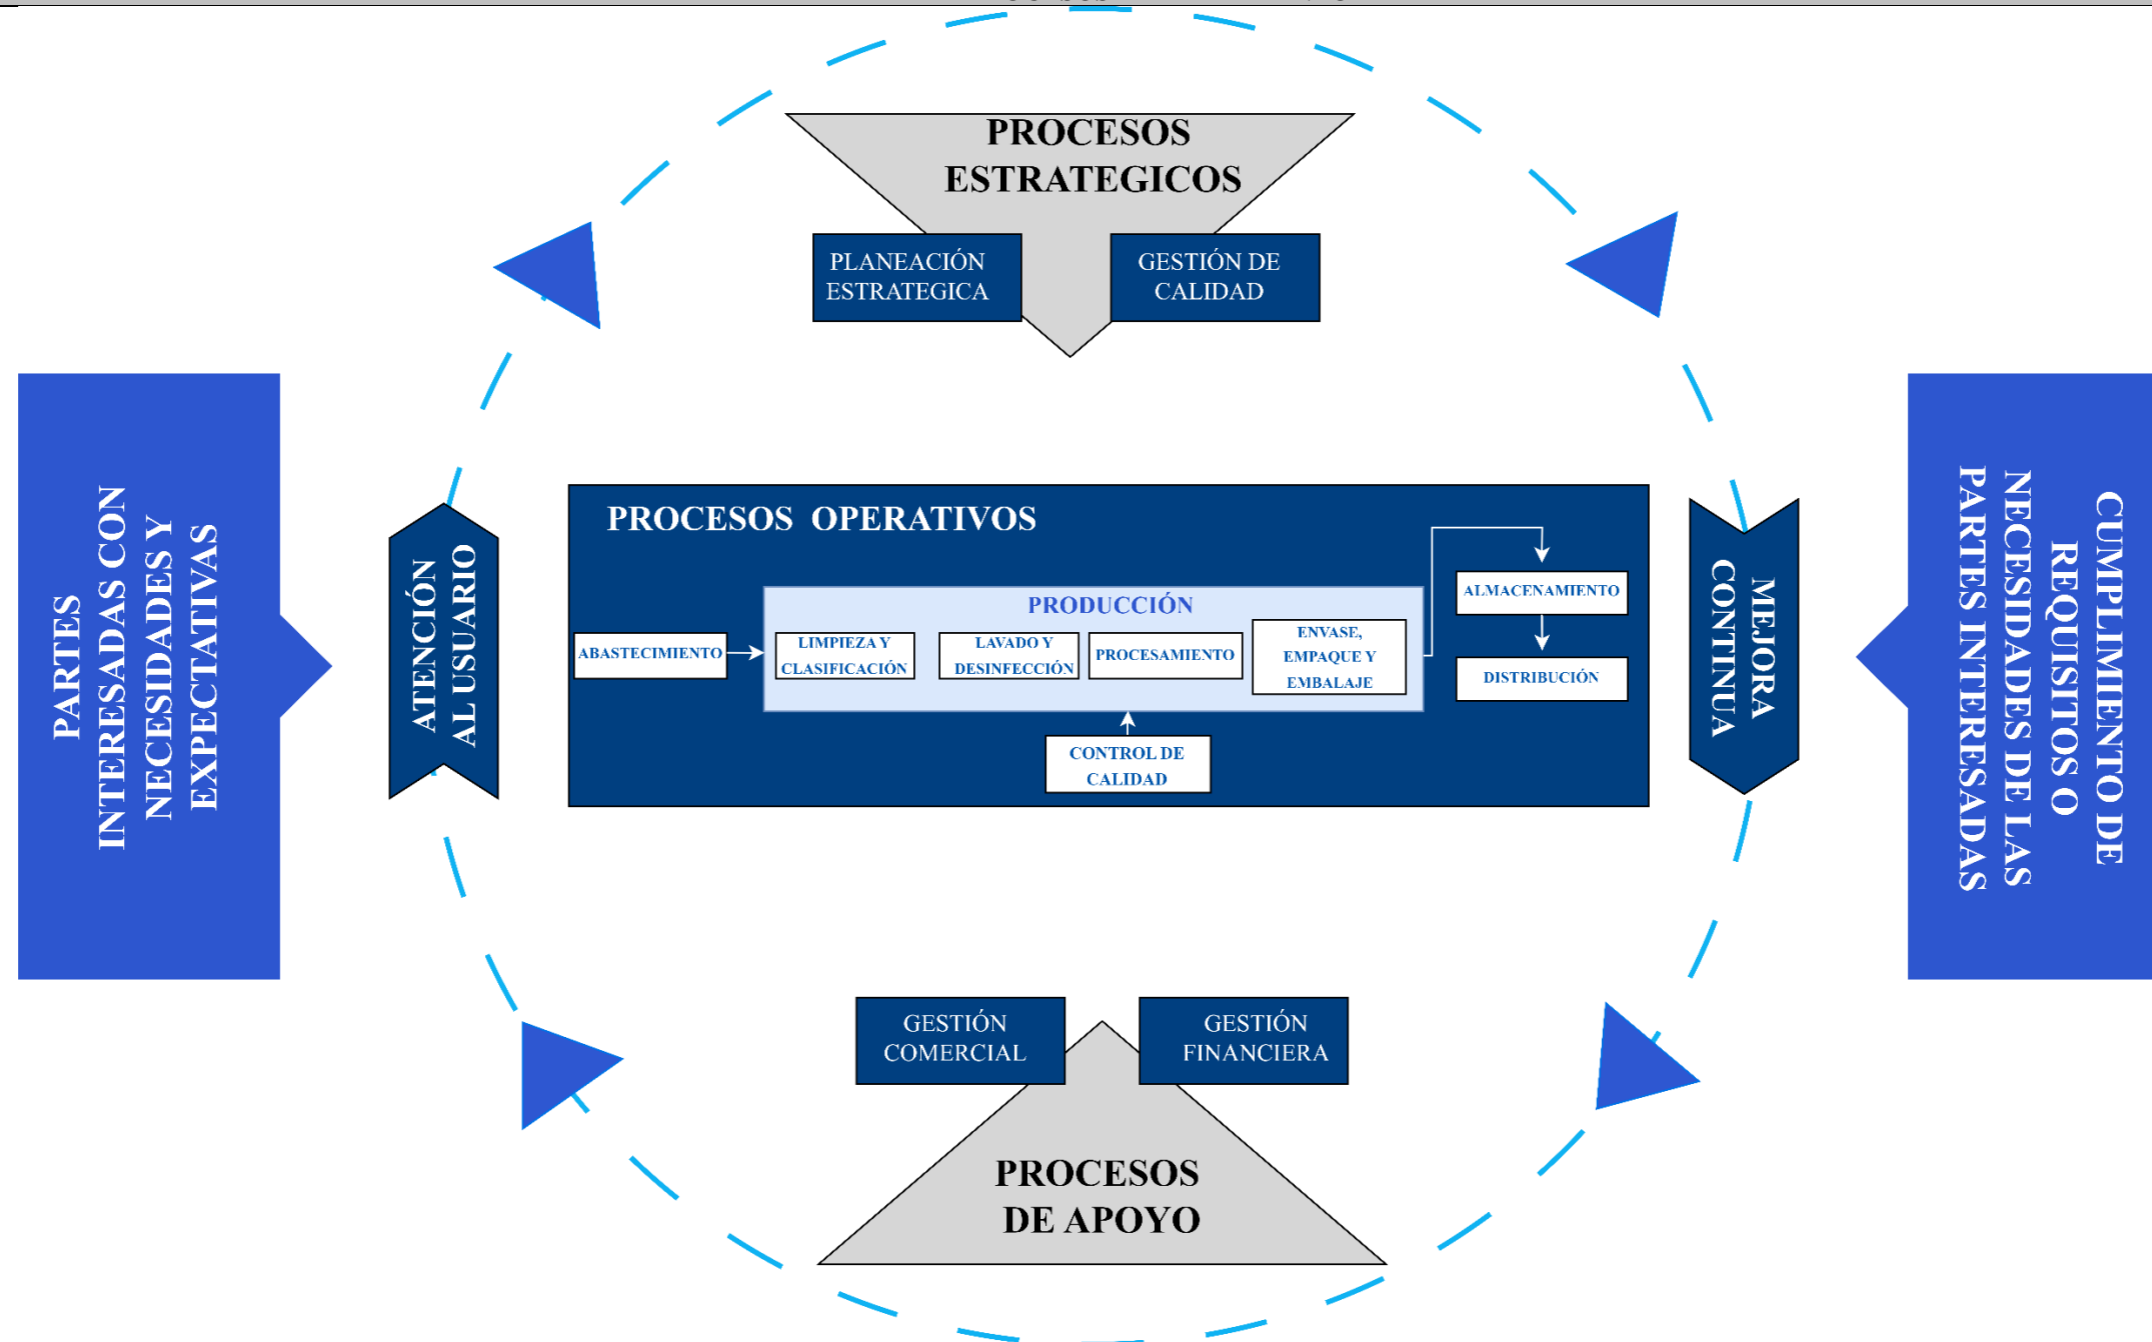 PROCESOS
ESTRATEGICOS
PLANEACIÓN
ESTRATEGICA
GESTIÓN DE
CALIDAD
PARTES
INTERESADAS CON
NECESIDADES Y
EXPECTATIVAS
ATENCIÓN
AL USUARIO
PROCESOS OPERATIVOS
ABASTECIMIENTO
PRODUCCIÓN
LIMPIEZA Y
CLASIFICACIÓN
LAVADO Y
DESINFECCIÓN
PROCESAMIENTO
ENVASE,
EMPAQUE Y
EMBALAJE
CONTROL DE
CALIDAD
ALMACENAMIENTO
DISTRIBUCIÓN
MEJORA
CONTINUA
CUMPLIMIENTO DE
REQUISITOS O
NECESIDADES DE LAS
PARTES INTERESADAS
GESTIÓN
COMERCIAL
GESTIÓN
FINANCIERA
PROCESOS
DE APOYO